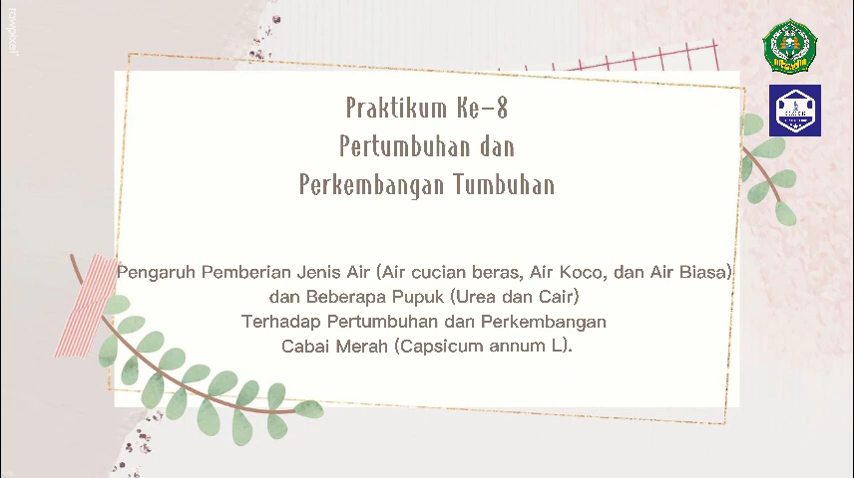 rawpixel
Praktikum Ke-8
Pertumbuhan dan
Perkembangan Tumbuhan
Pengaruh Pemberian Jenis Air (Air cucian beras, Air Koco, dan Air Biasa)
dan Beberapa Pupuk (Urea dan Cair)
Terhadap Pertumbuhan dan Perkembangan
Cabai Merah (Capsicum annum L).